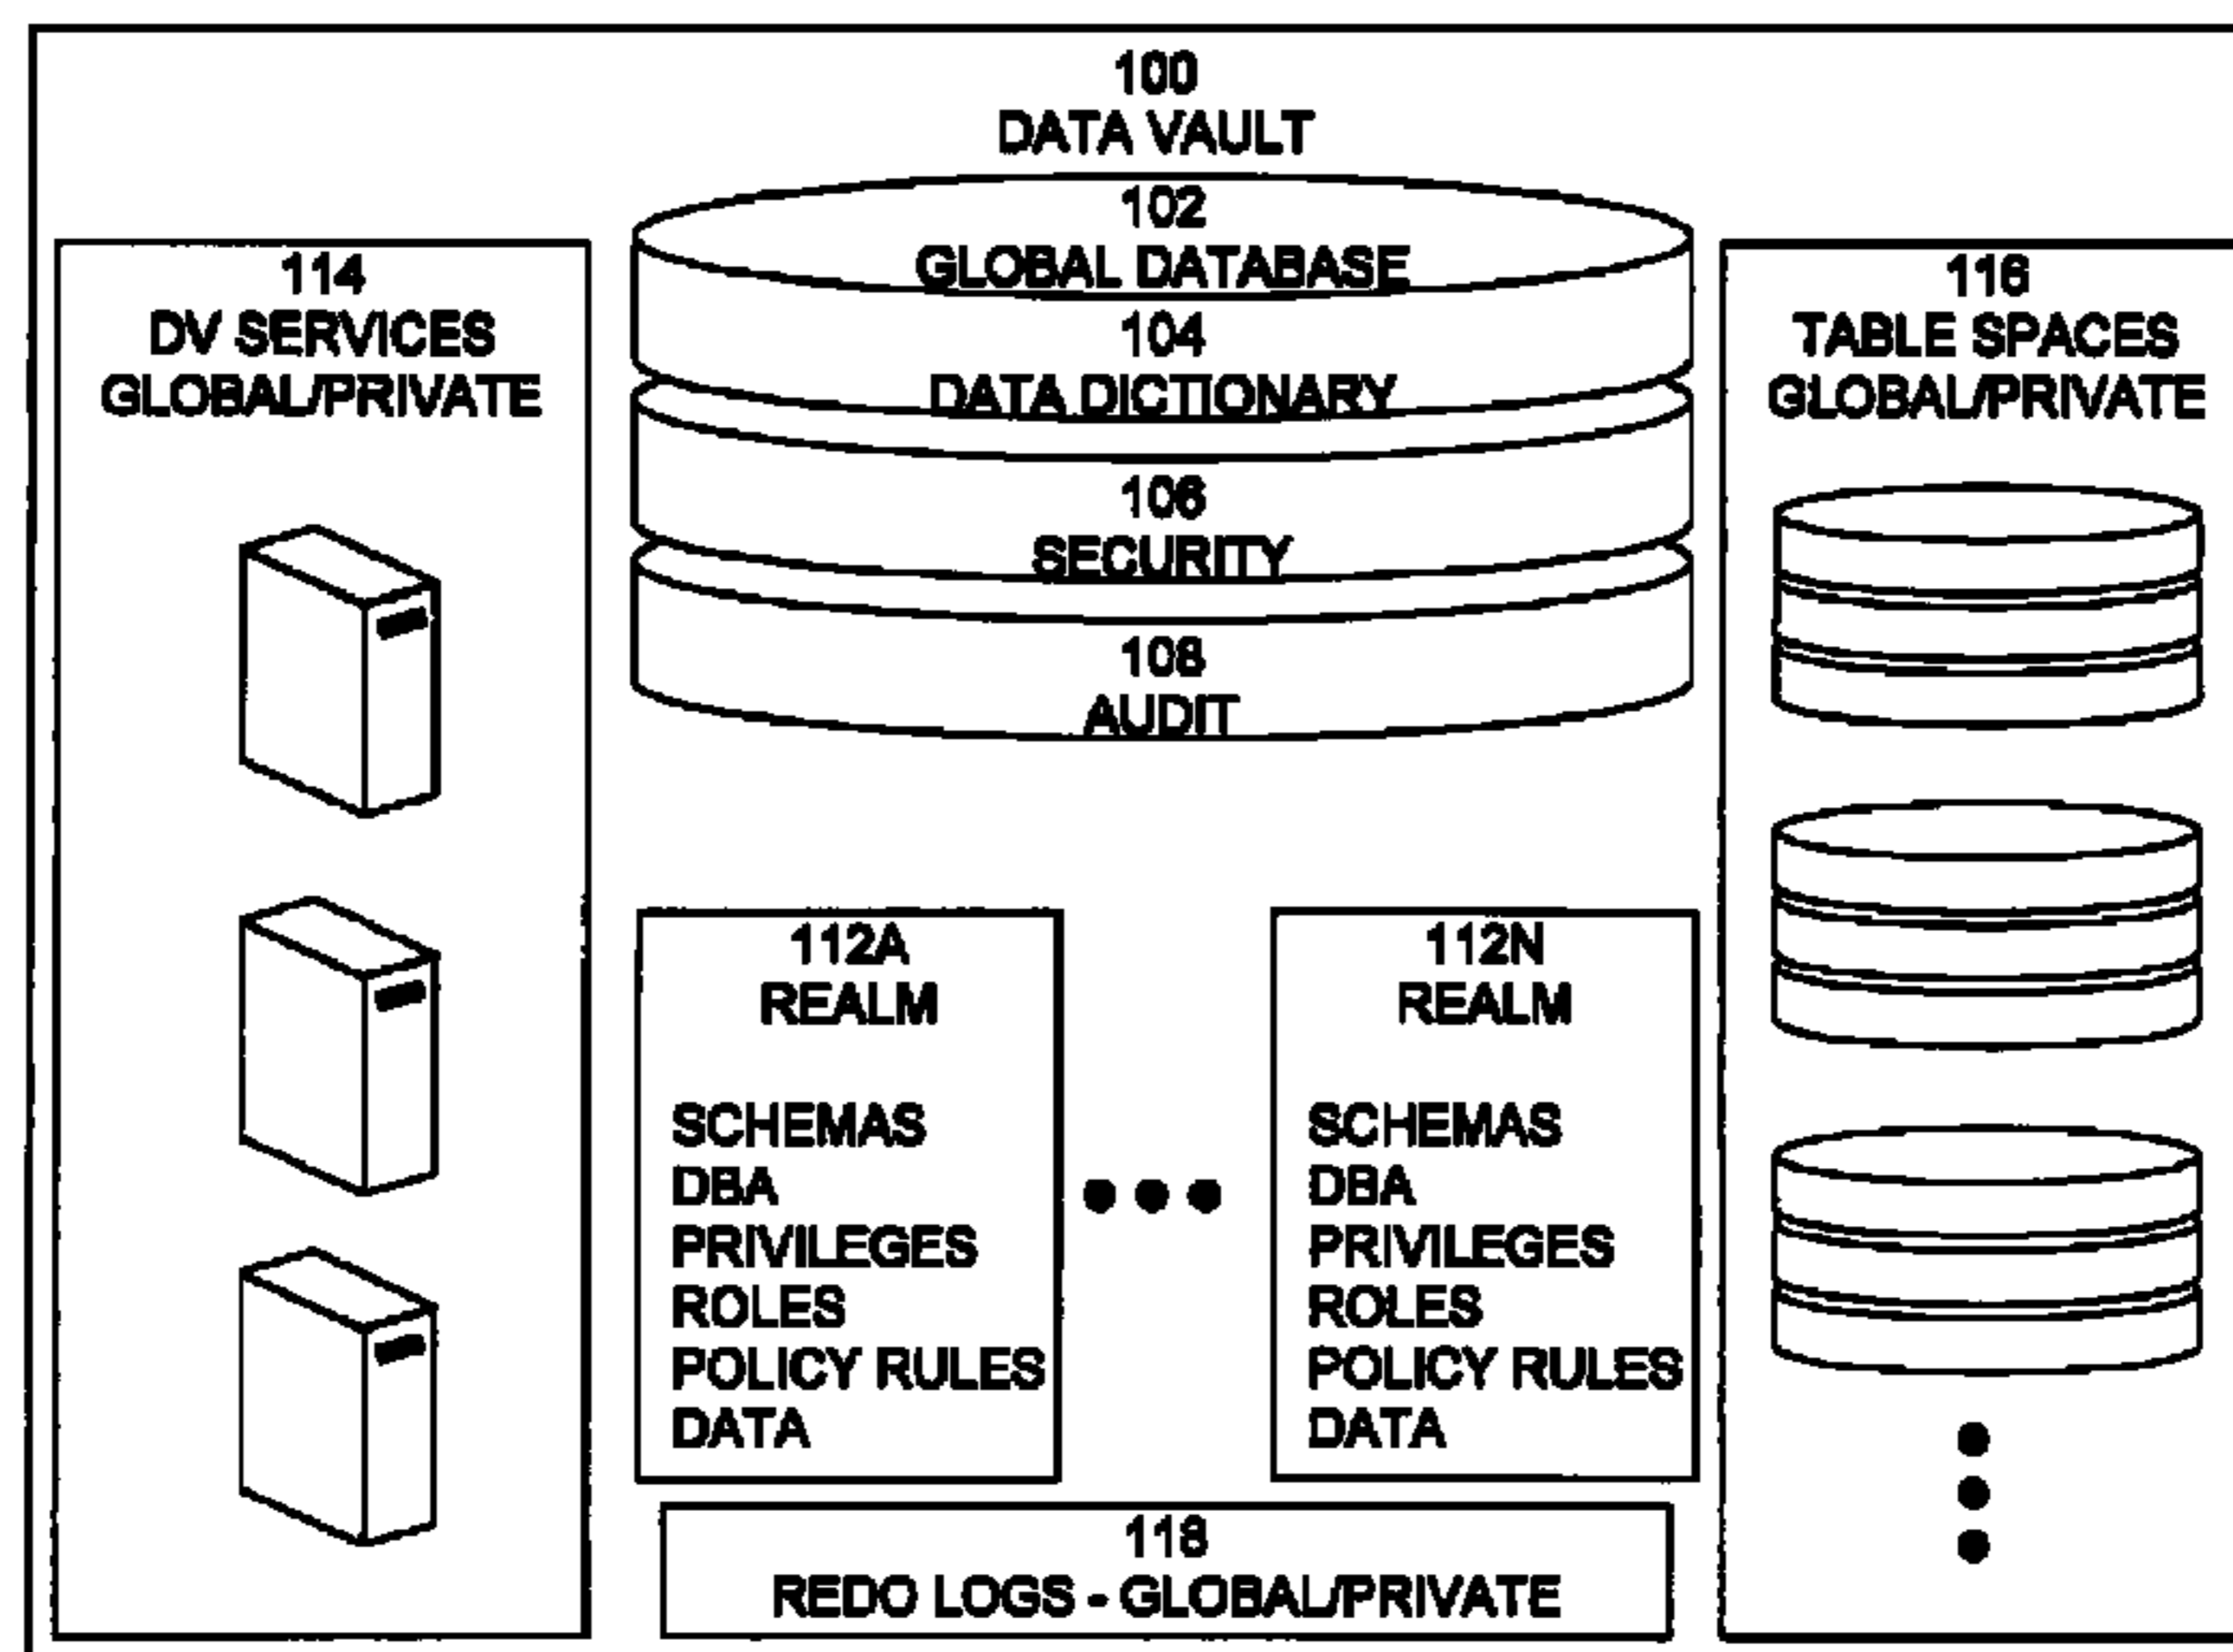 100
DATA VAULT
102
GLOBAL DATABASE
104
DATA DICTIONARY
106
SECURITY
108
AUDIT
114
DV SERVICES
GLOBAL/PRIVATE
116
TABLE SPACES
GLOBAL/PRIVATE
112A
REALM
SCHEMAS
DBA
PRIVILEGES
ROLES
POLICY RULES
DATA
112N
REALM
SCHEMAS
DBA
PRIVILEGES
ROLES
POLICY RULES
DATA
118
REDO LOGS - GLOBAL/PRIVATE